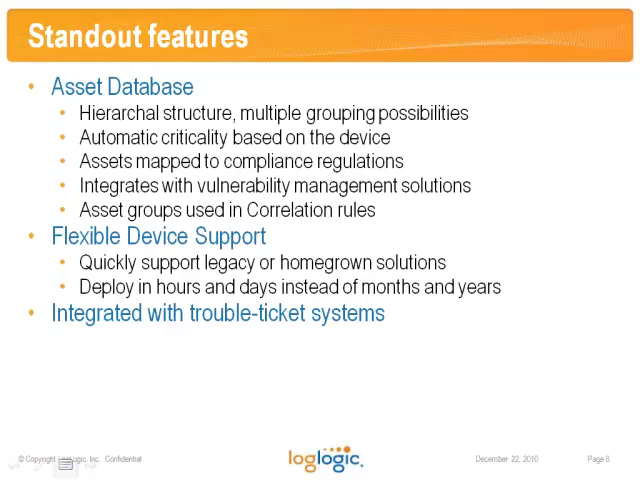 Standout features
• Asset Database
• Hierarchal structure, multiple grouping possibilities
• Automatic criticality based on the device
• Assets mapped to compliance regulations
• Integrates with vulnerability management solutions
• Asset groups used in Correlation rules
• Flexible Device Support
• Quickly support legacy or homegrown solutions
• Deploy in hours and days instead of months and years
• Integrated with trouble-ticket systems
© Copyright LogLogic, Inc. Confidential
loglogic.
December 22, 2010
Page 8